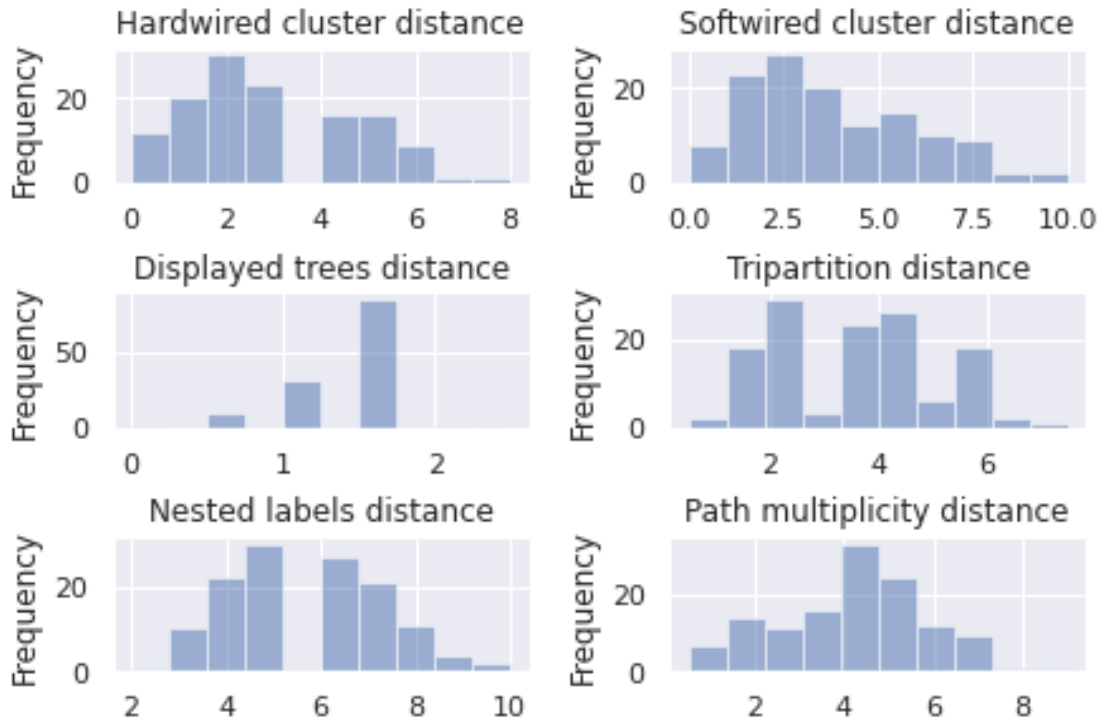 Hardwired cluster distance
Frequency
20
0
0 2 4 6 8
Softwired cluster distance
Frequency
20
0
0.0 2.5 5.0 7.5 10.0
Displayed trees distance
Frequency
50
0
0 1 2
Tripartition distance
Frequency
20
0
2 4 6
Nested labels distance
Frequency
20
0
2 4 6 8 10
Path multiplicity distance
Frequency
20
0
2 4 6 8